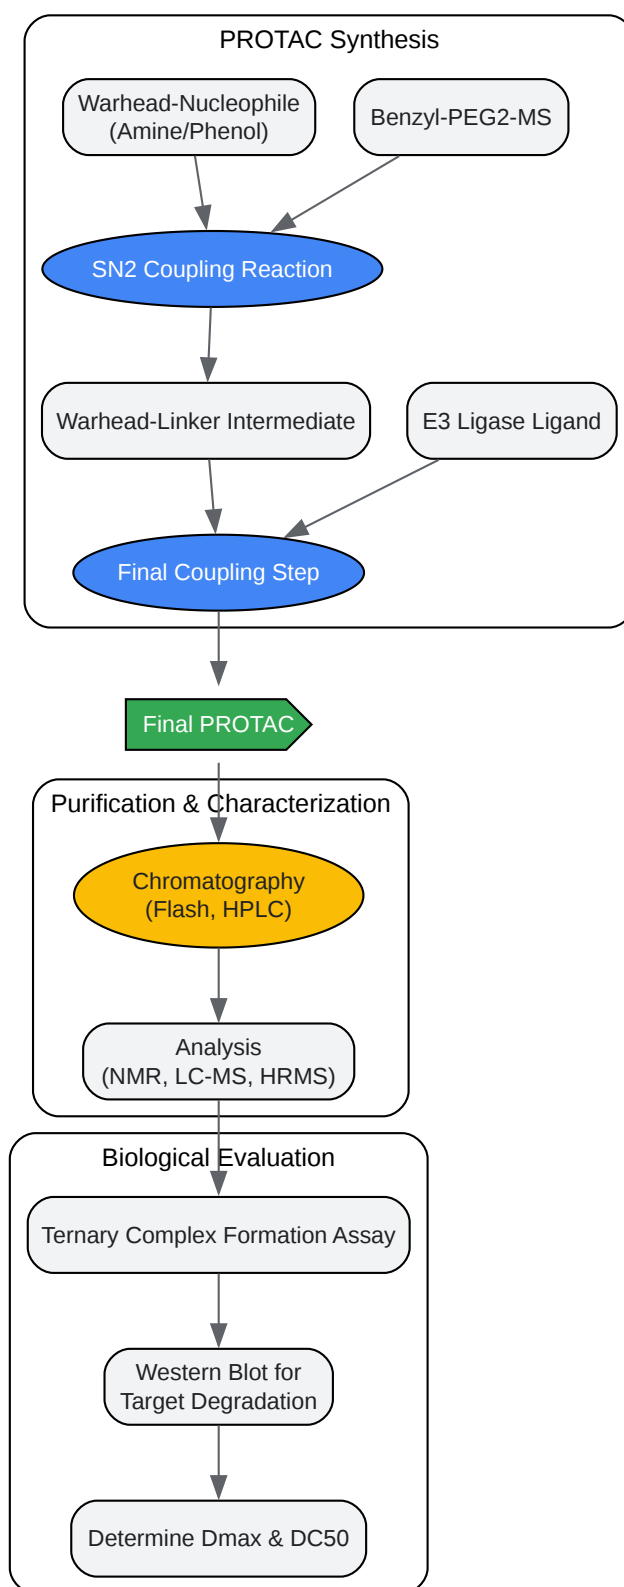 PROTAC Synthesis
Warhead-Nucleophile
(Amine/Phenol)
Benzyl-PEG2-MS
SN2 Coupling Reaction
Warhead-Linker Intermediate
E3 Ligase Ligand
Final Coupling Step
Final PROTAC
Purification & Characterization
Chromatography
(Flash, HPLC)
Analysis
(NMR, LC-MS, HRMS)
Biological Evaluation
Ternary Complex Formation Assay
Western Blot for
Target Degradation
Determine Dmax & DC50